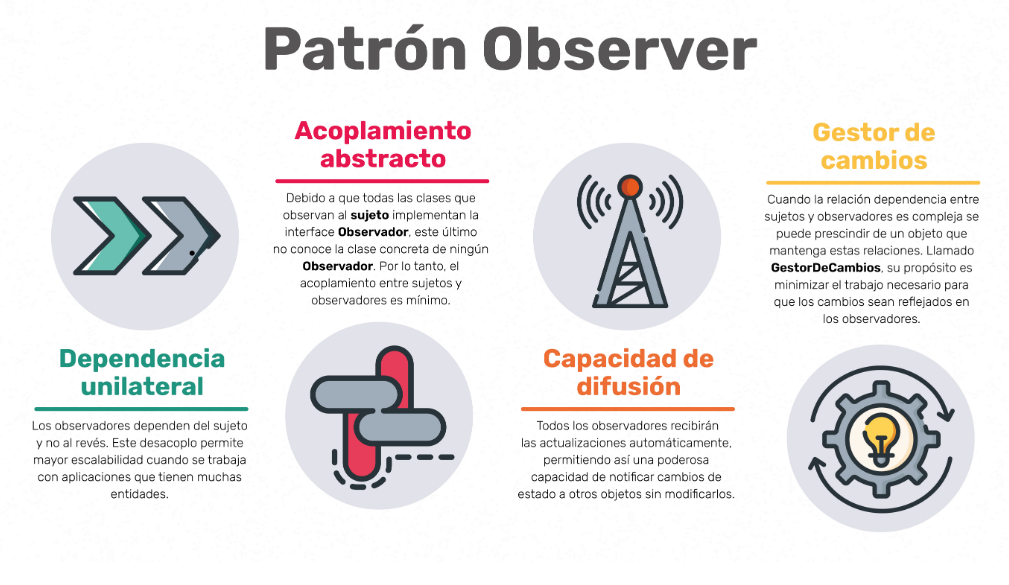 Patrón Observer
Dependencia
unilateral
Los observadores dependen del sujeto
y no al revés. Este desacoplo permite
mayor escalabilidad cuando se trabaja
con aplicaciones que tienen muchas
entidades.
Acoplamiento
abstracto
Debido a que todas las clases que
observan al sujeto implementan la
interface Observador, este último
no conoce la clase concreta de ningún
Observador. Por lo tanto, el
acoplamiento entre sujetos y
observadores es mínimo.
Capacidad de
difusión
Todos los observadores recibirán
las actualizaciones automáticamente,
permitiendo así una poderosa
capacidad de notificar cambios de
estado a otros objetos sin modificarlos.
Gestor de
cambios
Cuando la relación dependencia entre
sujetos y observadores es compleja se
puede prescindir de un objeto que
mantenga estas relaciones. Llamado
GestorDeCambios, su propósito es
minimizar el trabajo necesario para
que los cambios sean reflejados en
los observadores.